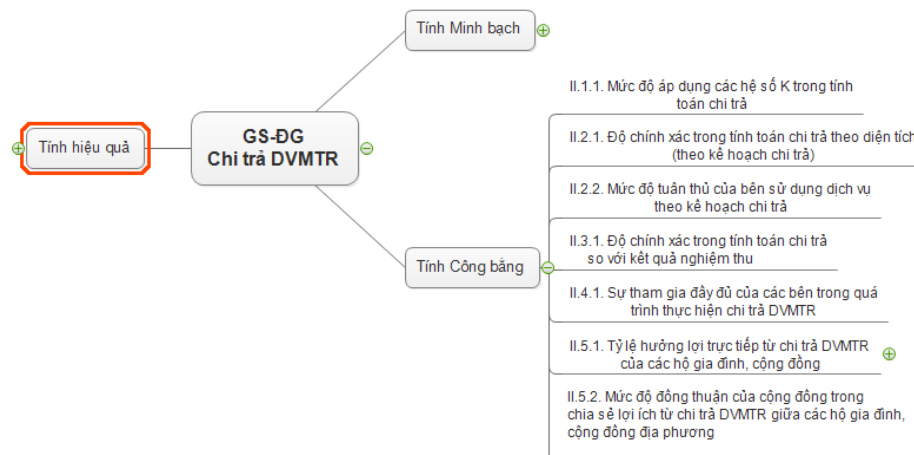 Tính Minh bạch
GS-ĐG
Chi trả DVMTR
Tính hiệu quả
Tính Công bằng
II.1.1. Mức độ áp dụng các hệ số K trong tính
toán chi trả
II.2.1. Độ chính xác trong tính toán chi trả theo diện tích
(theo kế hoạch chi trả)
II.2.2. Mức độ tuân thủ của bên sử dụng dịch vụ
theo kế hoạch chi trả
II.3.1. Độ chính xác trong tính toán chi trả
so với kết quả nghiệm thu
II.4.1. Sự tham gia đầy đủ của các bên trong quá
trình thực hiện chi trả DVMTR
II.5.1. Tỷ lệ hưởng lợi trực tiếp từ chi trả DVMTR
của các hộ gia đình, cộng đồng
II.5.2. Mức độ đồng thuận của cộng đồng trong
chia sẻ lợi ích từ chi trả DVMTR giữa các hộ gia đình,
cộng đồng địa phương